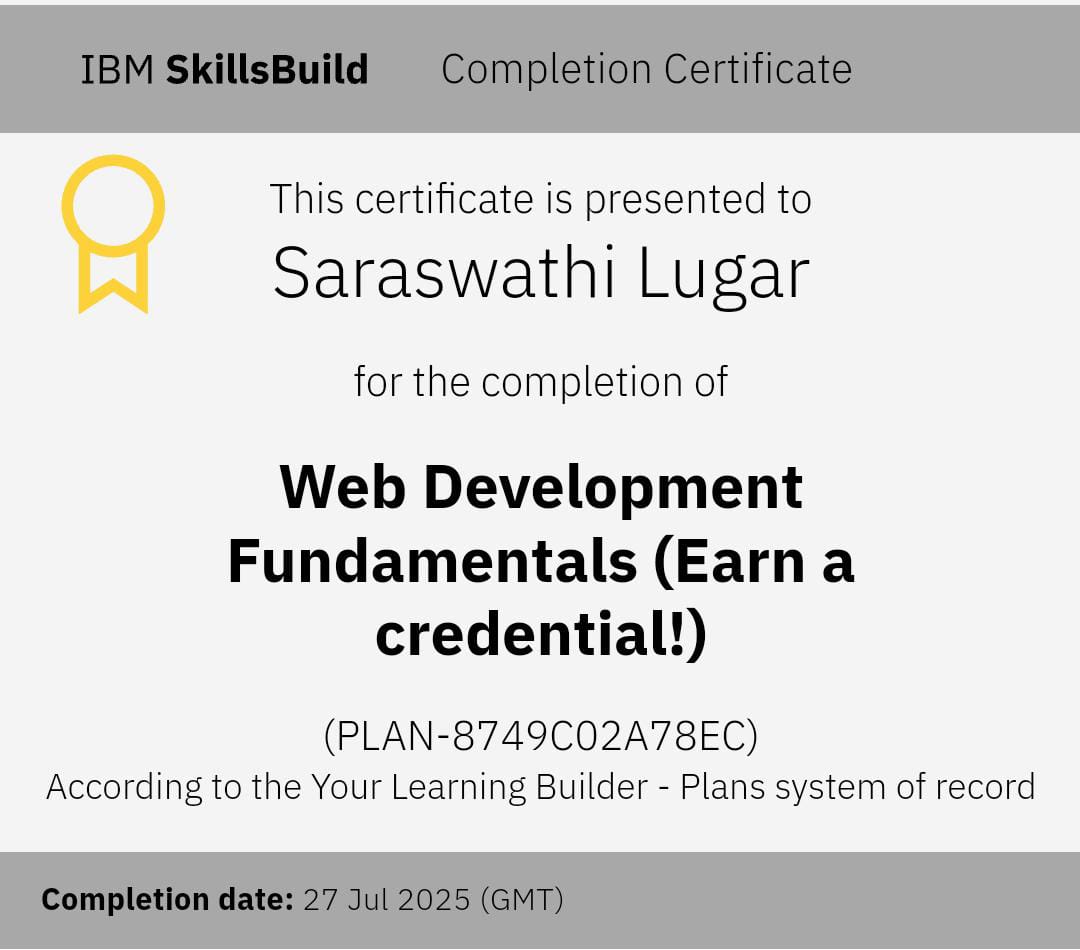 IBM SkillsBuild Completion Certificate
This certificate is presented to
Saraswathi Lugar
for the completion of
Web Development
Fundamentals (Earn a
credential!)
(PLAN-8749C02A78EC)
According to the Your Learning Builder - Plans system of record
Completion date: 27 Jul 2025 (GMT)